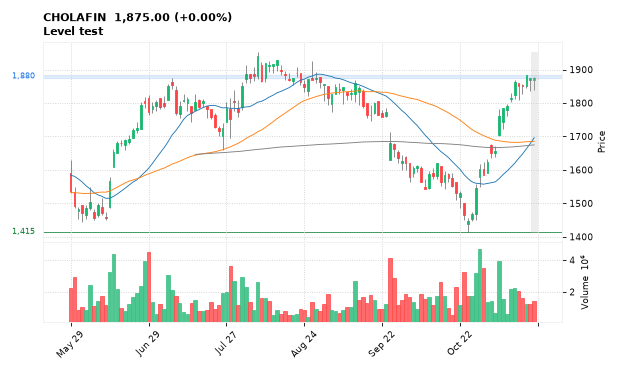 CHOLAFIN 1,875.00 (+0.00%)
Level test
1,880
1,415
1900
1800
1700
1600
1500
1400
Price
4
2
Volume 10⁶
May 29
Jun 29
Jul 27
Aug 24
Sep 22
Oct 22